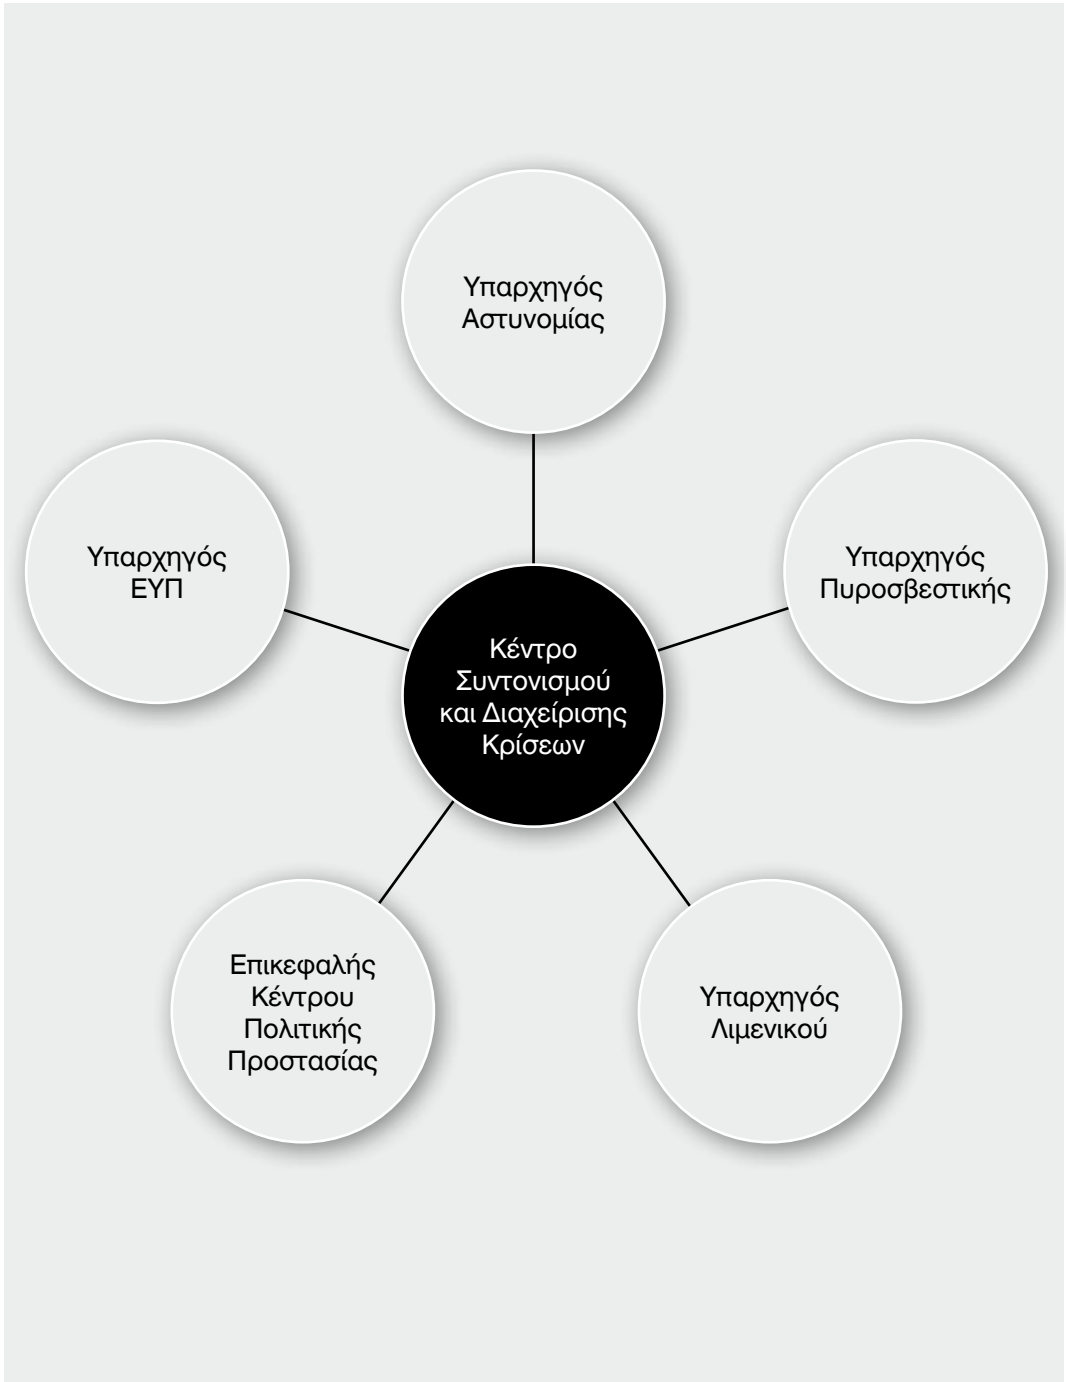 Υπαρχηγός
Αστυνομίας
Υπαρχηγός
ΕΥΠ
Υπαρχηγός
Πυροσβεστικής
Κέντρο
Συντονισμού
και Διαχείρισης
Κρίσεων
Επικεφαλής
Κέντρου
Πολιτικής
Προστασίας
Υπαρχηγός
Λιμενικού